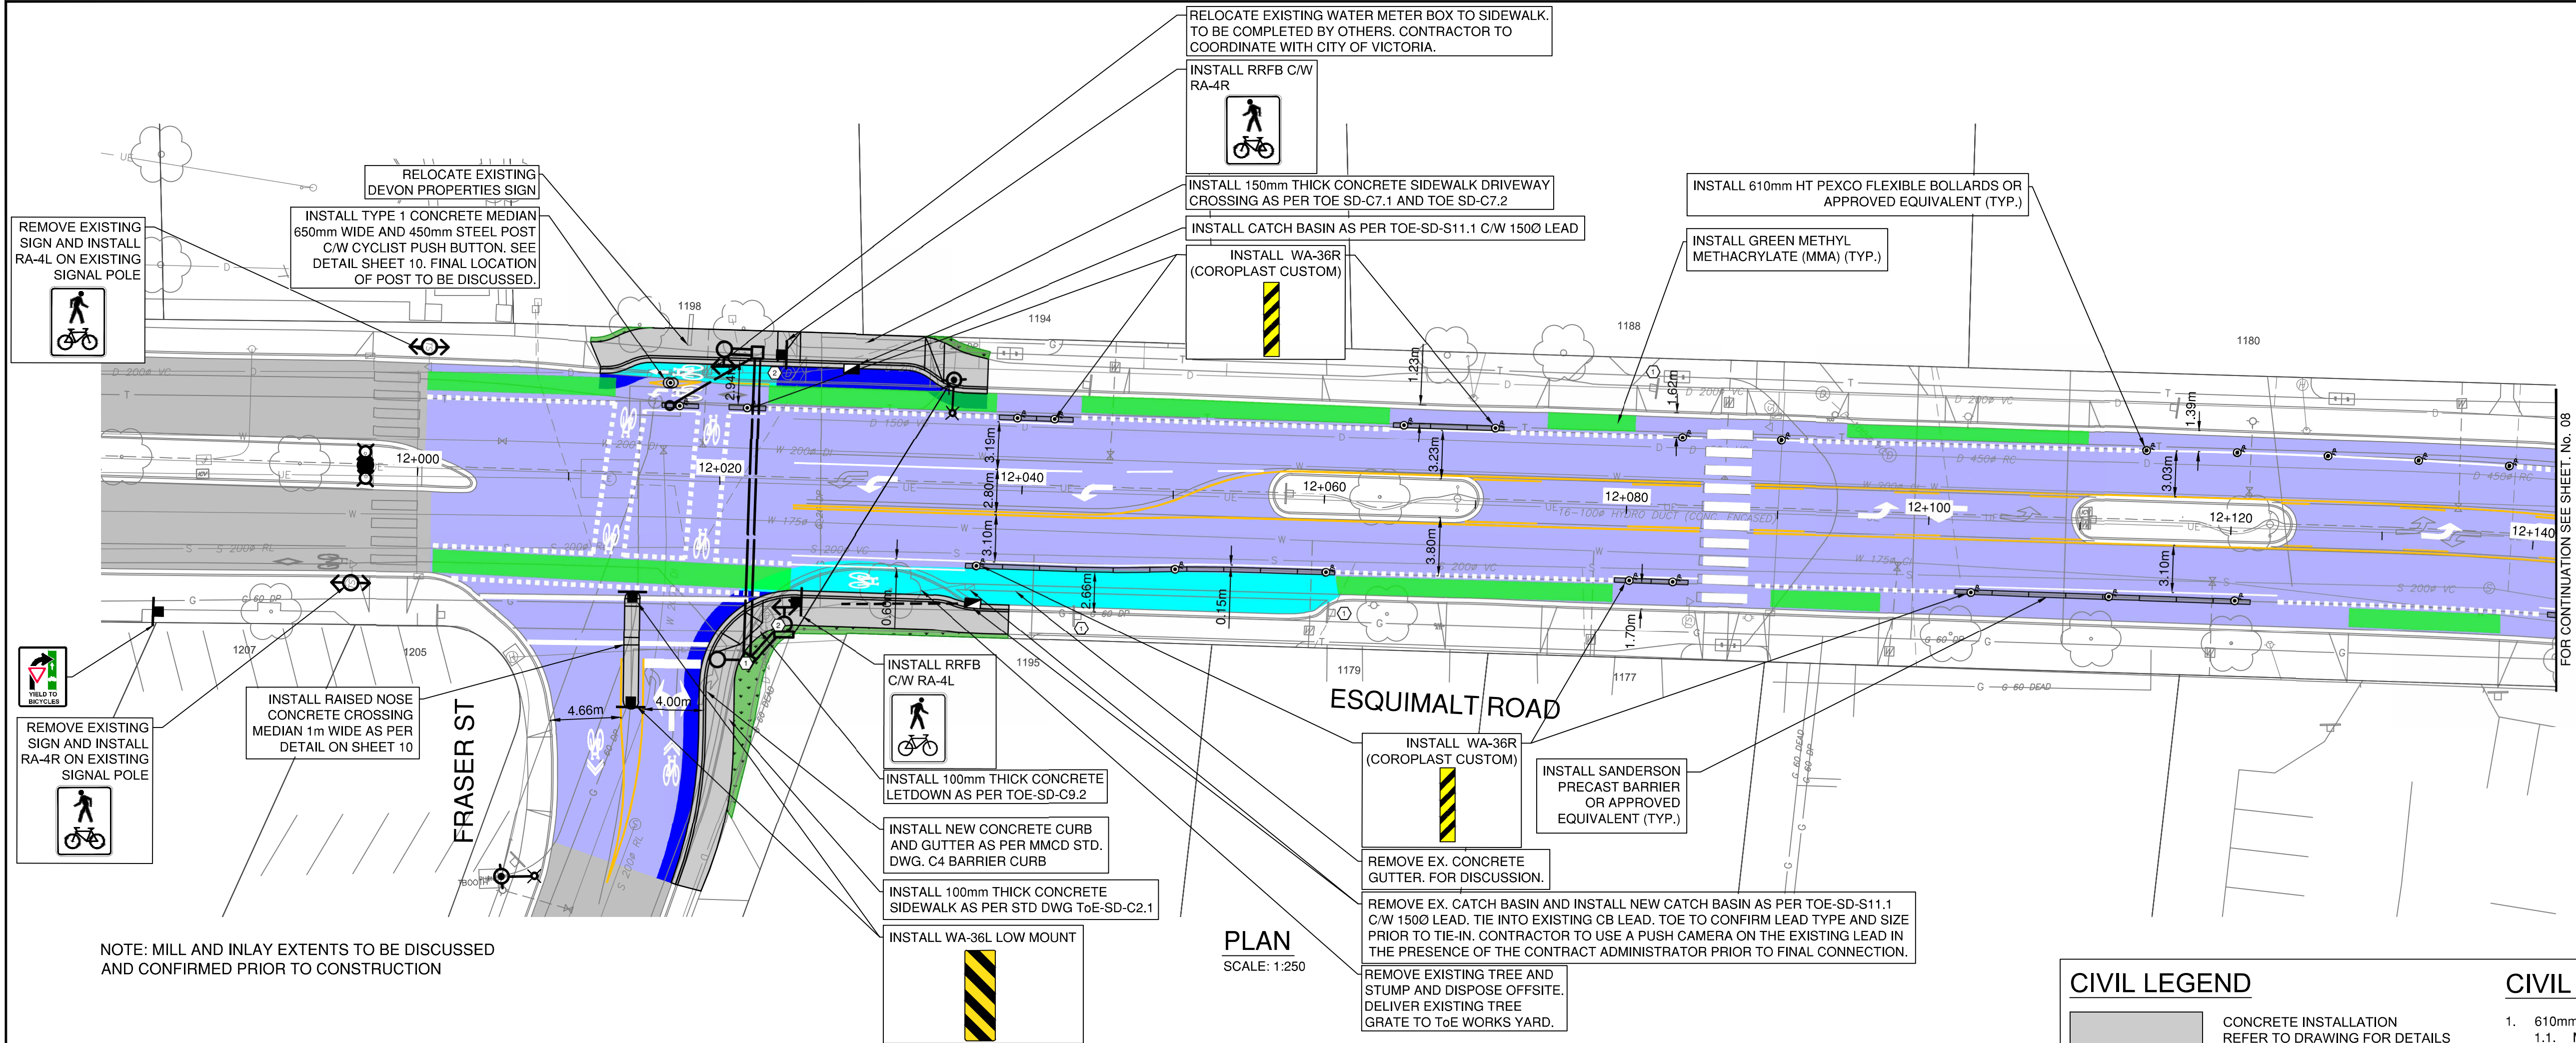 RELOCATE EXISTING WATER METER BOX TO SIDEWALK.
TO BE COMPLETED BY OTHERS. CONTRACTOR TO
COORDINATE WITH CITY OF VICTORIA.
INSTALL RRFB C/W
RA-4R
RELOCATE EXISTING
DEVON PROPERTIES SIGN
INSTALL 150mm THICK CONCRETE SIDEWALK DRIVEWAY
CROSSING AS PER TOE SD-C7.1 AND TOE SD-C7.2
INSTALL CATCH BASIN AS PER TOE-SD-S11.1 C/W 150Ø LEAD
INSTALL WA-36R
(COROPLAST CUSTOM)
INSTALL 610mm HT PEXCO FLEXIBLE BOLLARDS OR
APPROVED EQUIVALENT (TYP.)
INSTALL GREEN METHYL
METHACRYLATE (MMA) (TYP.)
INSTALL TYPE 1 CONCRETE MEDIAN
650mm WIDE AND 450mm STEEL POST
C/W CYCLIST PUSH BUTTON. SEE
DETAIL SHEET 10. FINAL LOCATION
OF POST TO BE DISCUSSED.
REMOVE EXISTING
SIGN AND INSTALL
RA-4L ON EXISTING
SIGNAL POLE
1198
1194
1188
1180
1.23m
1.62m
1.39m
3.19m
2.80m
3.10m
3.23m
3.80m
3.03m
3.10m
12+000
12+020
12+040
12+060
12+080
12+100
12+120
12+140
16-100ø HYDRO DUCT (CONC. ENCASED)
0.60m
2.66m
0.15m
1.70m
FOR CONTINUATION SEE SHEET. No. 08
1207
1205
1195
1179
1177
4.66m
4.00m
YIELD TO
BICYCLES
REMOVE EXISTING
SIGN AND INSTALL
RA-4R ON EXISTING
SIGNAL POLE
INSTALL RAISED NOSE
CONCRETE CROSSING
MEDIAN 1m WIDE AS PER
DETAIL ON SHEET 10
FRASER ST
ESQUIMALT ROAD
INSTALL RRFB
C/W RA-4L
INSTALL 100mm THICK CONCRETE
LETDOWN AS PER TOE-SD-C9.2
INSTALL NEW CONCRETE CURB
AND GUTTER AS PER MMCD STD.
DWG. C4 BARRIER CURB
INSTALL 100mm THICK CONCRETE
SIDEWALK AS PER STD DWG ToE-SD-C2.1
INSTALL WA-36L LOW MOUNT
INSTALL WA-36R
(COROPLAST CUSTOM)
INSTALL SANDERSON
PRECAST BARRIER
OR APPROVED
EQUIVALENT (TYP.)
REMOVE EX. CONCRETE
GUTTER. FOR DISCUSSION.
REMOVE EX. CATCH BASIN AND INSTALL NEW CATCH BASIN AS PER TOE-SD-S11.1
C/W 150Ø LEAD. TIE INTO EXISTING CB LEAD. TOE TO CONFIRM LEAD TYPE AND SIZE
PRIOR TO TIE-IN. CONTRACTOR TO USE A PUSH CAMERA ON THE EXISTING LEAD IN
THE PRESENCE OF THE CONTRACT ADMINISTRATOR PRIOR TO FINAL CONNECTION.
REMOVE EXISTING TREE AND
STUMP AND DISPOSE OFFSITE.
DELIVER EXISTING TREE
GRATE TO ToE WORKS YARD.
NOTE: MILL AND INLAY EXTENTS TO BE DISCUSSED
AND CONFIRMED PRIOR TO CONSTRUCTION
PLAN
SCALE: 1:250
CIVIL LEGEND
CONCRETE INSTALLATION
REFER TO DRAWING FOR DETAILS
CIVIL
1. 610mm
1.1.